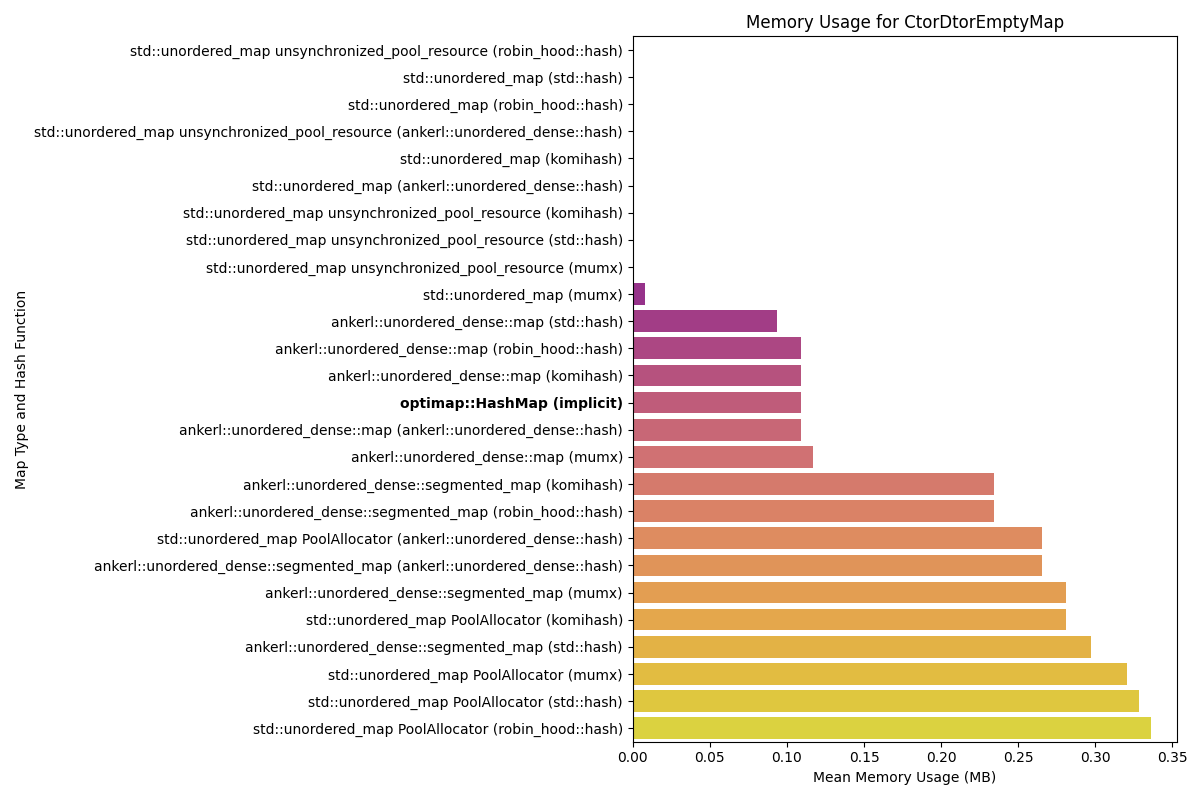 Memory Usage for CtorDtorEmptyMap
Map Type and Hash Function
std::unordered_map unsynchronized_pool_resource (robin_hood::hash)
std::unordered_map (std::hash)
std::unordered_map (robin_hood::hash)
std::unordered_map unsynchronized_pool_resource (ankerl::unordered_dense::hash)
std::unordered_map (komihash)
std::unordered_map (ankerl::unordered_dense::hash)
std::unordered_map unsynchronized_pool_resource (komihash)
std::unordered_map unsynchronized_pool_resource (std::hash)
std::unordered_map unsynchronized_pool_resource (mumx)
std::unordered_map (mumx)
ankerl::unordered_dense::map (std::hash)
ankerl::unordered_dense::map (robin_hood::hash)
ankerl::unordered_dense::map (komihash)
optimap::HashMap (implicit)
ankerl::unordered_dense::map (ankerl::unordered_dense::hash)
ankerl::unordered_dense::map (mumx)
ankerl::unordered_dense::segmented_map (komihash)
ankerl::unordered_dense::segmented_map (robin_hood::hash)
std::unordered_map PoolAllocator (ankerl::unordered_dense::hash)
ankerl::unordered_dense::segmented_map (ankerl::unordered_dense::hash)
ankerl::unordered_dense::segmented_map (mumx)
std::unordered_map PoolAllocator (komihash)
ankerl::unordered_dense::segmented_map (std::hash)
std::unordered_map PoolAllocator (mumx)
std::unordered_map PoolAllocator (std::hash)
std::unordered_map PoolAllocator (robin_hood::hash)
0.00 0.05 0.10 0.15 0.20 0.25 0.30 0.35
Mean Memory Usage (MB)